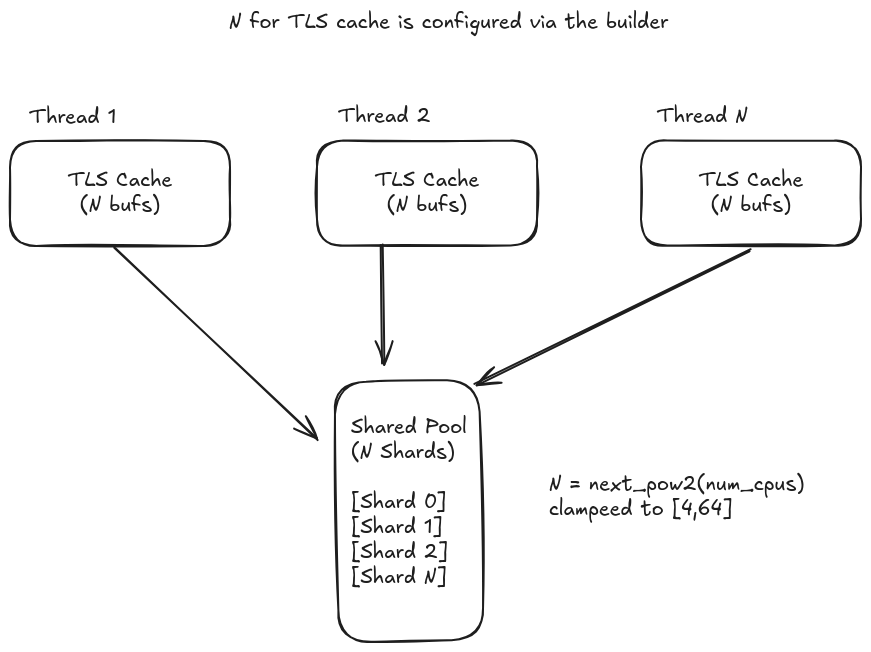 N for TLS cache is configured via the builder
Thread 1
Thread 2
Thread N
TLS Cache
(N bufs)
TLS Cache
(N bufs)
TLS Cache
(N bufs)
Shared Pool
(N Shards)
[Shard 0]
[Shard 1]
[Shard 2]
[Shard N]
N = next_pow2(num_cpus)
clampeed to [4,64]